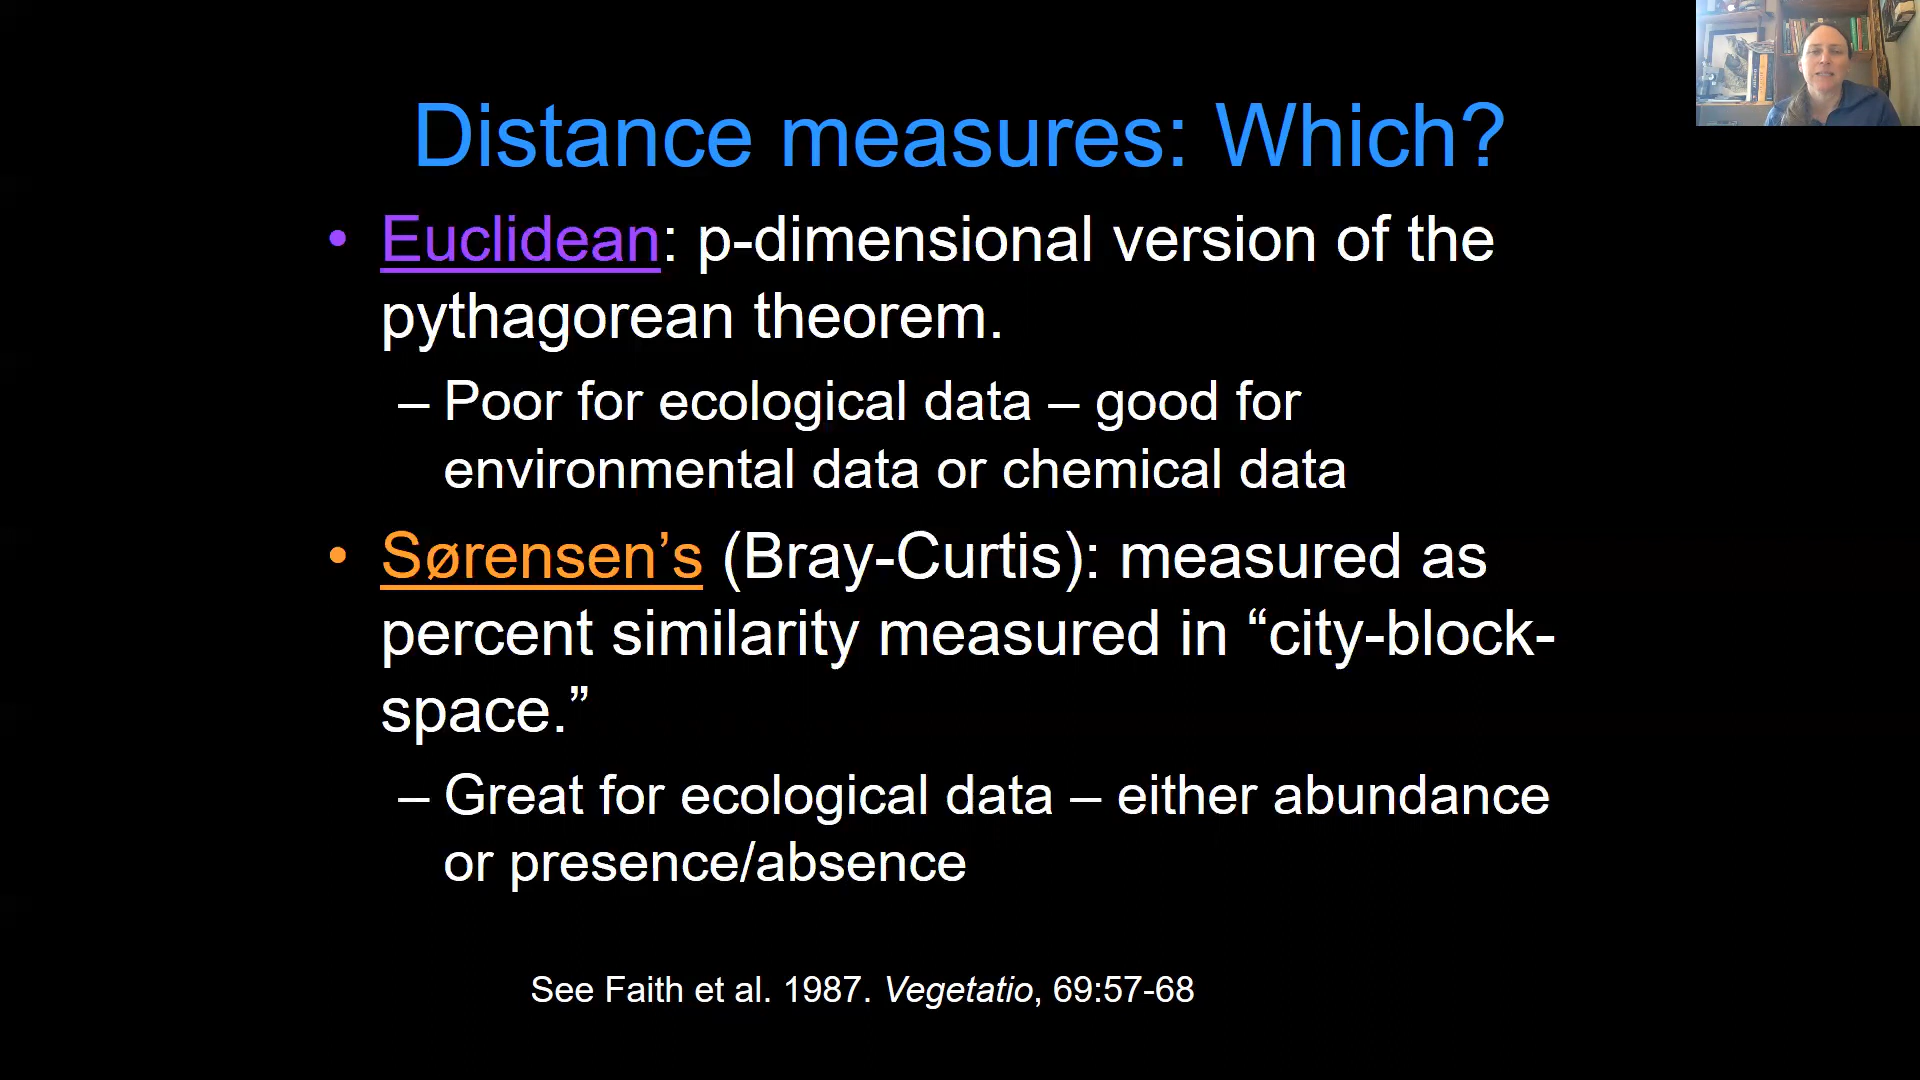 Distance measures: Which?
• Euclidean: p-dimensional version of the
pythagorean theorem.
– Poor for ecological data – good for
environmental data or chemical data
• Sørensen’s (Bray-Curtis): measured as
percent similarity measured in “city-block-
space.”
– Great for ecological data – either abundance
or presence/absence
See Faith et al. 1987. Vegetatio, 69:57-68